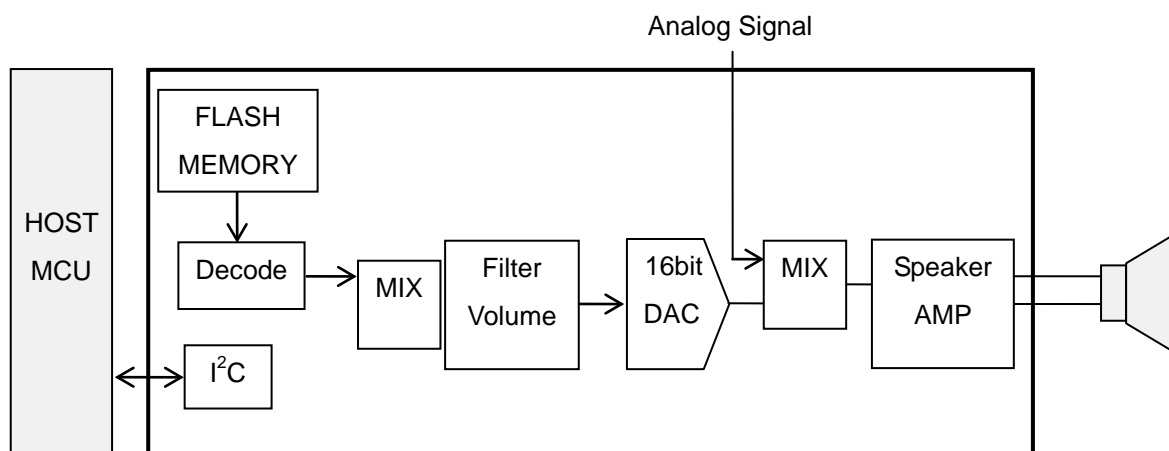 Analog Signal
FLASH
MEMORY
HOST
MCU
Decode
MIX
Filter
Volume
16bit
DAC
MIX
Speaker
AMP
I²C